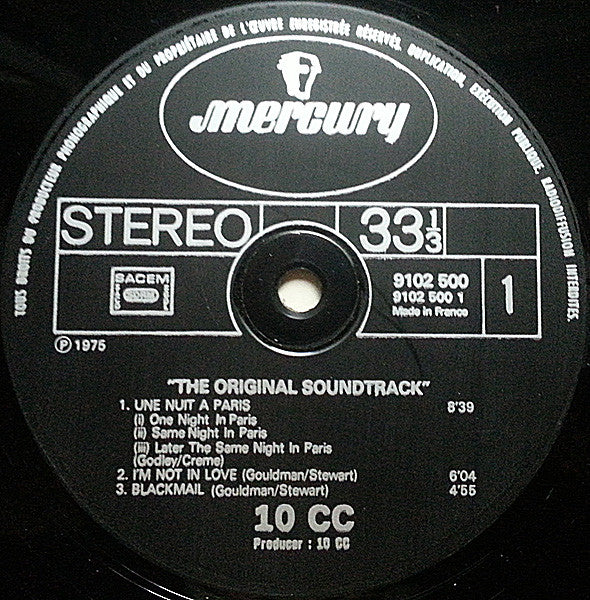 TOUS DROITS DU PRODUCTEUR PHONOGRAPHIQUE ET DU PROPRIÉTAIRE DE L'ŒUVRE ENREGISTRÉE RÉSERVÉS. DUPLICATION, EXÉCUTION PUBLIQUE, RADIODIFFUSION INTERDITES.
mercury
STEREO
33 1/3
SACEM
9102 500
9102 500 1
Made in France
1
Ⓟ 1975
"THE ORIGINAL SOUNDTRACK"
1. UNE NUIT A PARIS 8'39
(i) One Night In Paris
(ii) Same Night In Paris
(iii) Later The Same Night In Paris
(Godley/Creme)
2. I'M NOT IN LOVE (Gouldman/Stewart) 6'04
3. BLACKMAIL (Gouldman/Stewart) 4'55
10 CC
Producer : 10 CC